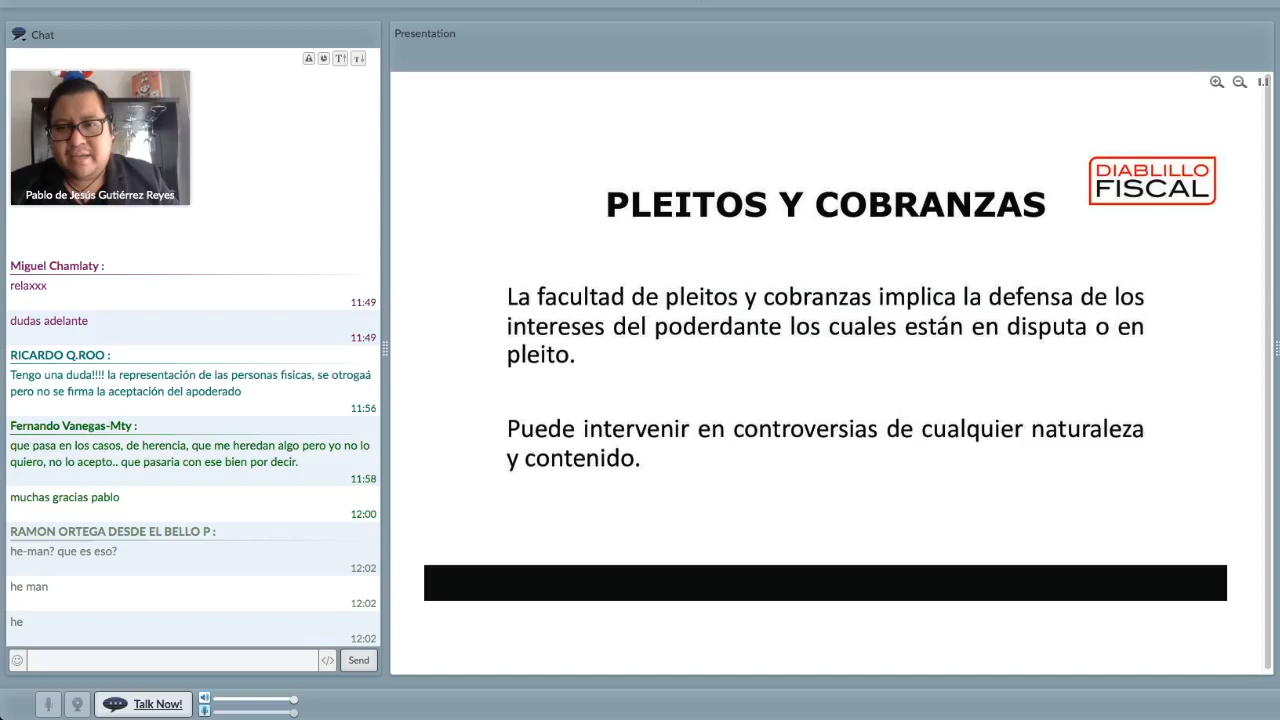 Chat
Presentation
Pablo de Jesús Gutiérrez Reyes
Miguel Chamlaty :
relaxxx
11:49
dudas adelante
11:49
RICARDO Q.ROO :
Tengo una duda!!!! la representación de las personas fisicas, se otrogaá
pero no se firma la aceptación del apoderado
11:56
Fernando Vanegas-Mty :
que pasa en los casos, de herencia, que me heredan algo pero yo no lo
quiero, no lo acepto.. que pasaria con ese bien por decir.
11:58
muchas gracias pablo
12:00
RAMON ORTEGA DESDE EL BELLO P :
he-man? que es eso?
12:02
he man
12:02
he
12:02
Send
Talk Now!
1:1
DIABLILLO
FISCAL
PLEITOS Y COBRANZAS
La facultad de pleitos y cobranzas implica la defensa de los
intereses del poderdante los cuales están en disputa o en
pleito.
Puede intervenir en controversias de cualquier naturaleza
y contenido.